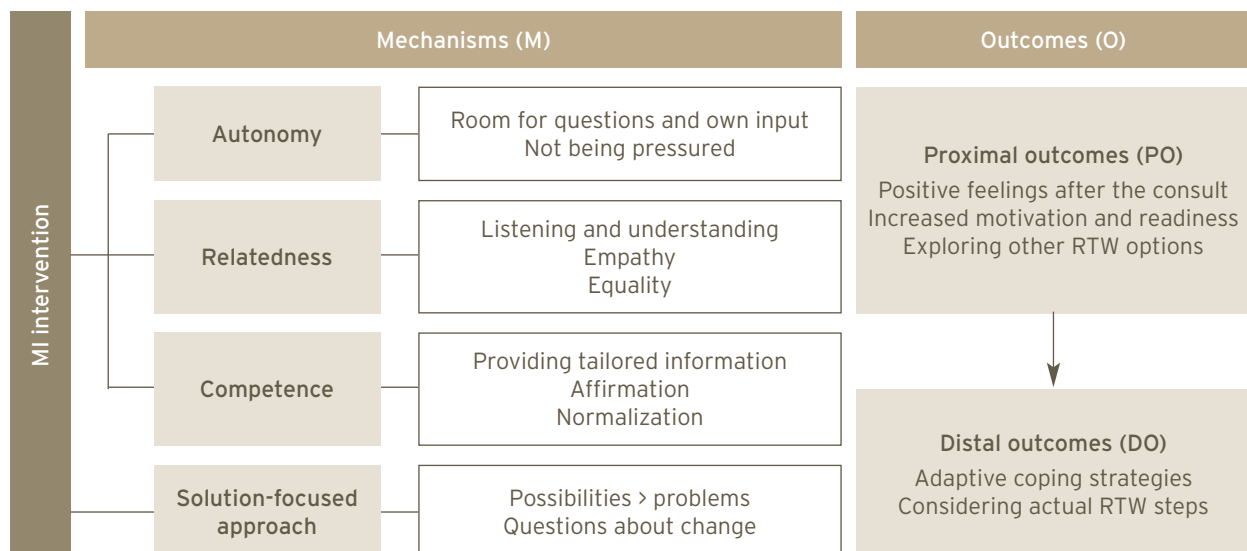 Mechanisms (M)
Outcomes (O)
MI intervention
Autonomy
Room for questions and own input
Not being pressured
Relatedness
Listening and understanding
Empathy
Equality
Competence
Providing tailored information
Affirmation
Normalization
Solution-focused
approach
Possibilities > problems
Questions about change
Proximal outcomes (PO)
Positive feelings after the consult
Increased motivation and readiness
Exploring other RTW options
Distal outcomes (DO)
Adaptive coping strategies
Considering actual RTW steps